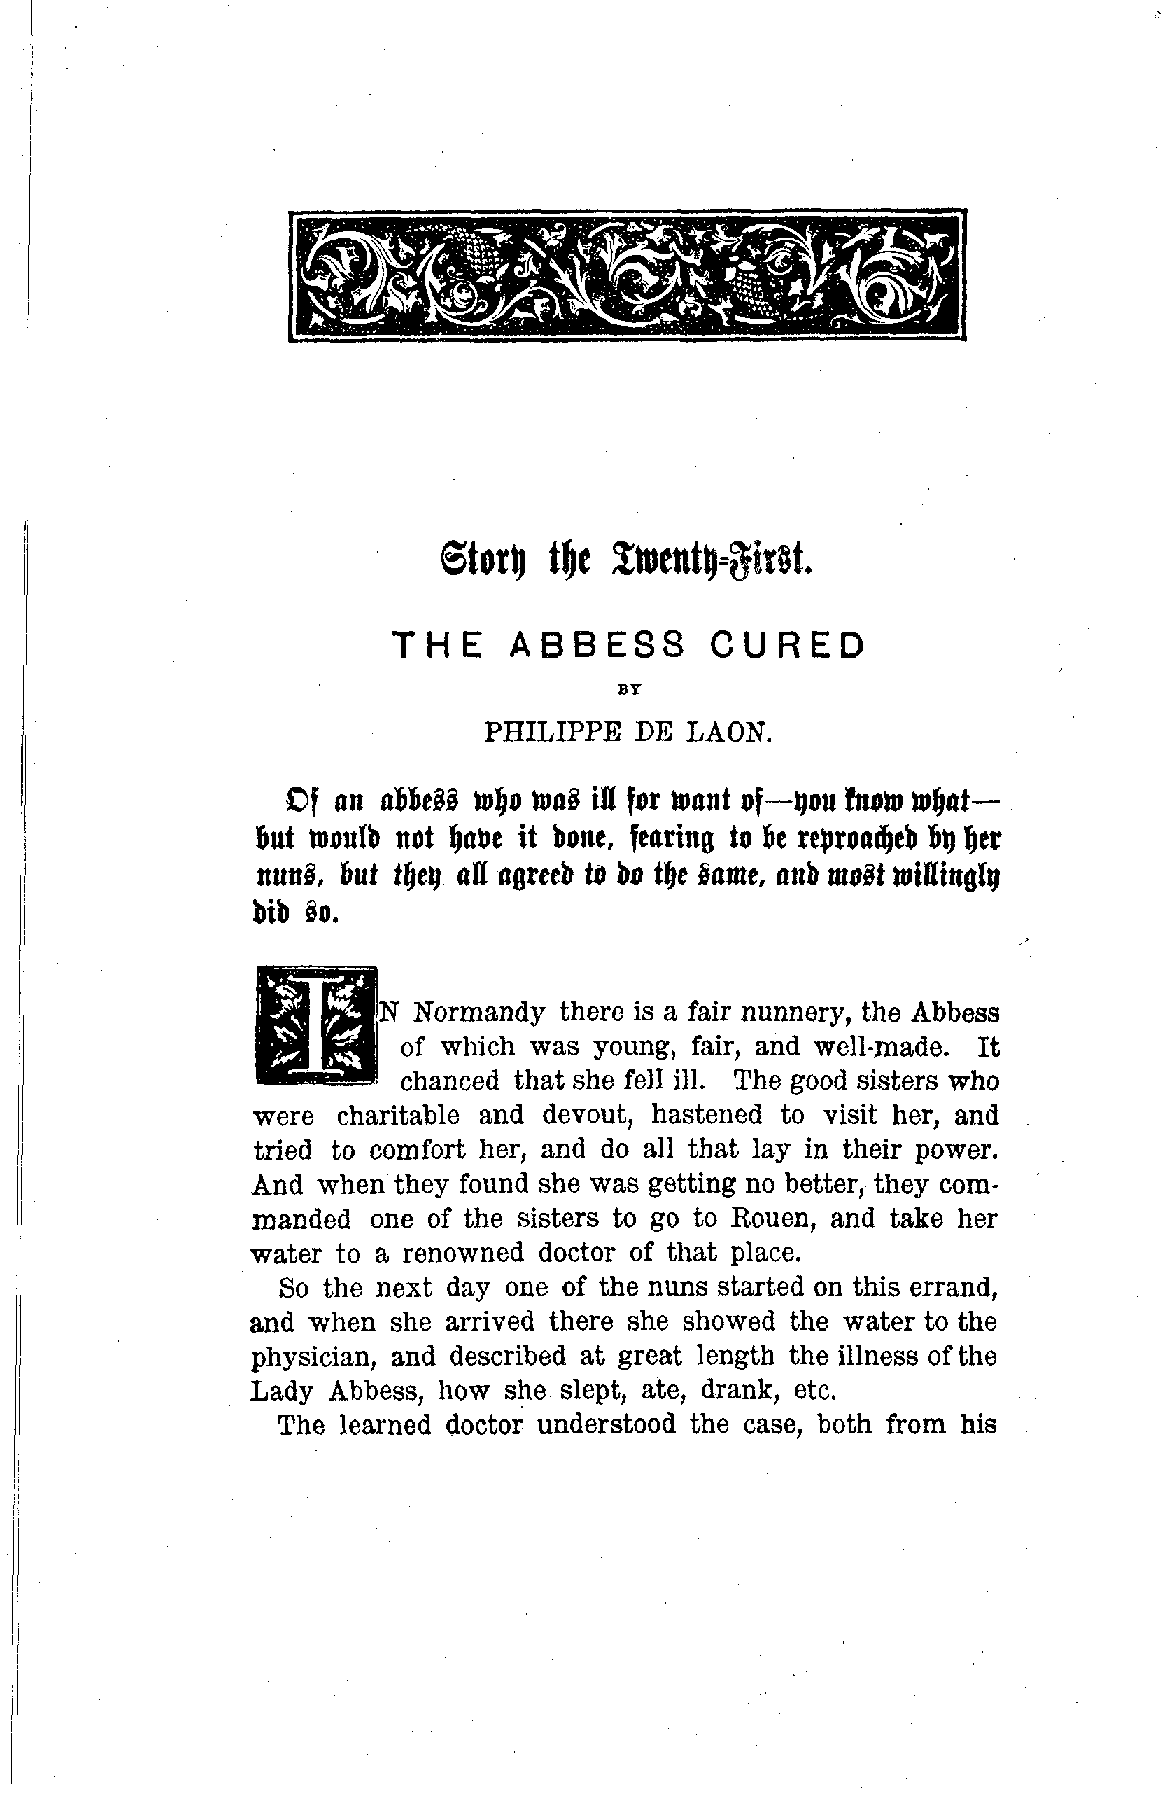 Story the Twenty-First.
THE ABBESS CURED
BY
PHILIPPE DE LAON.
Of an abbess who was ill for want of—you know what—
but would not have it done, fearing to be reproached by her
nuns, but they all agreed to do the same, and most willingly
did so.
IN Normandy there is a fair nunnery, the Abbess
of which was young, fair, and well-made. It
chanced that she fell ill. The good sisters who
were charitable and devout, hastened to visit her, and
tried to comfort her, and do all that lay in their power.
And when they found she was getting no better, they com-
manded one of the sisters to go to Rouen, and take her
water to a renowned doctor of that place.
So the next day one of the nuns started on this errand,
and when she arrived there she showed the water to the
physician, and described at great length the illness of the
Lady Abbess, how she slept, ate, drank, etc.
The learned doctor understood the case, both from his